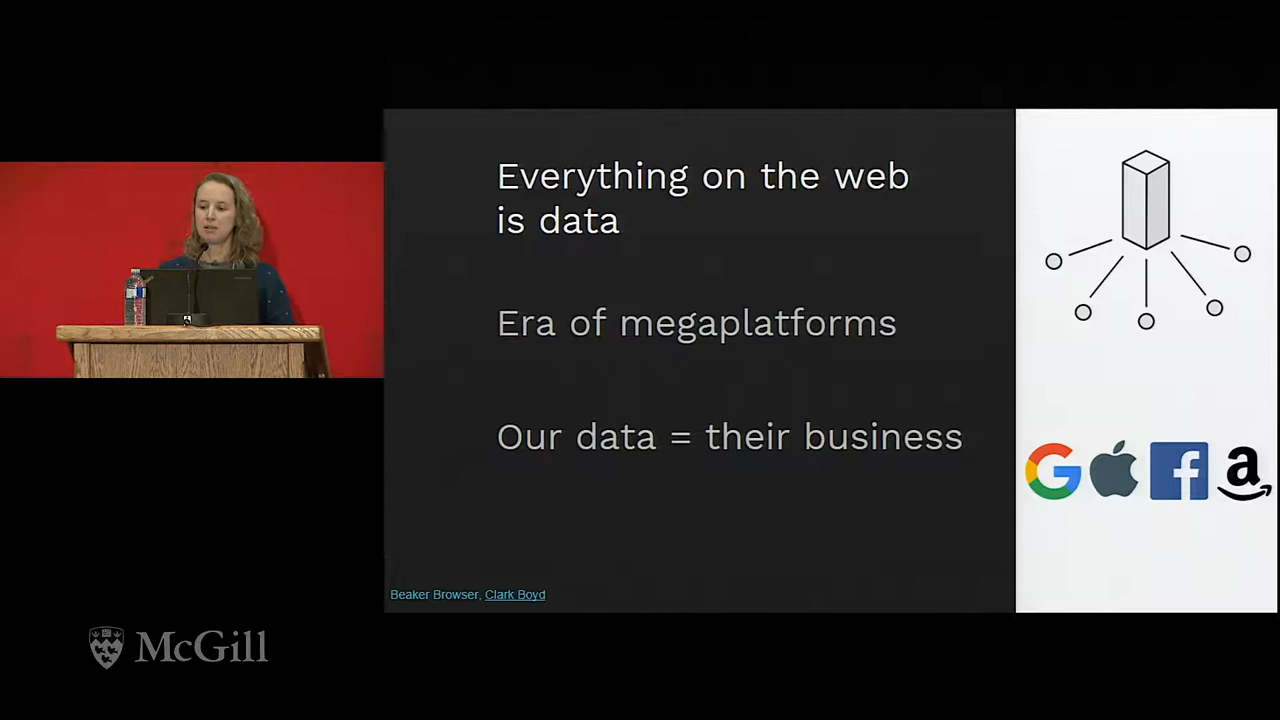 Everything on the web
is data
Era of megaplatforms
Our data = their business
Beaker Browser, Clark Boyd
McGill